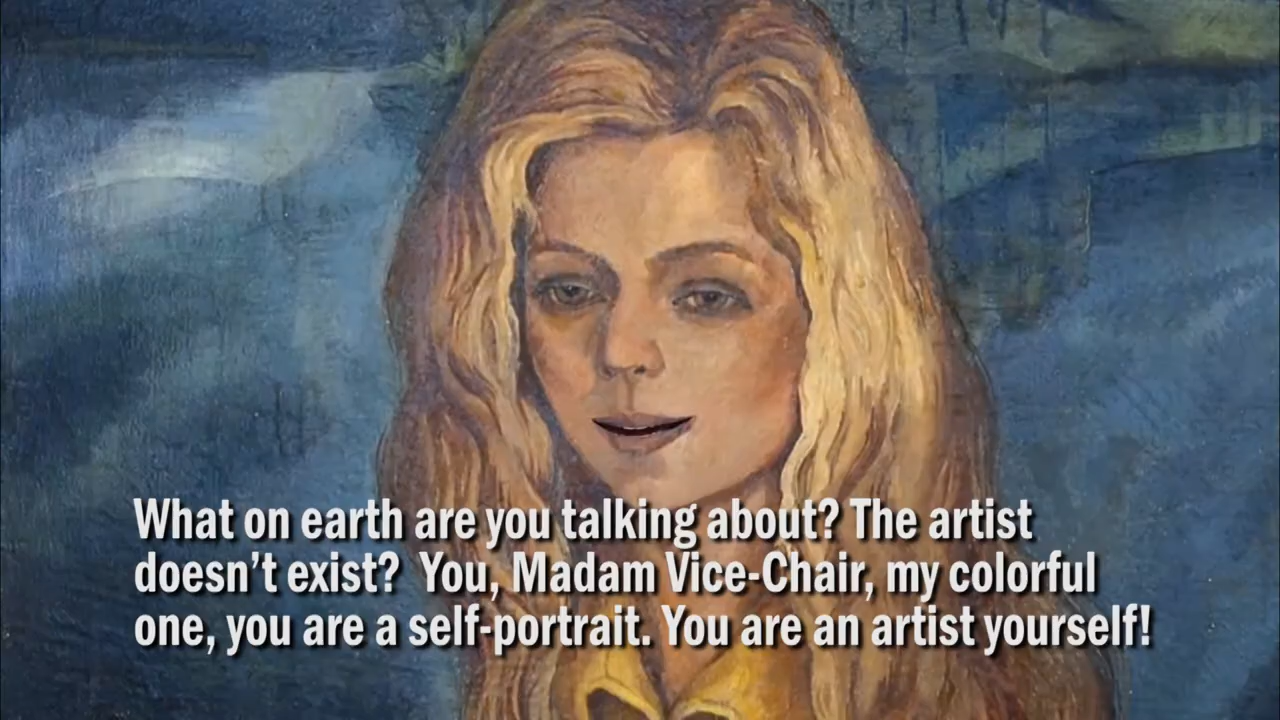 What on earth are you talking about? The artist
doesn’t exist?  You, Madam Vice-Chair, my colorful
one, you are a self-portrait. You are an artist yourself!